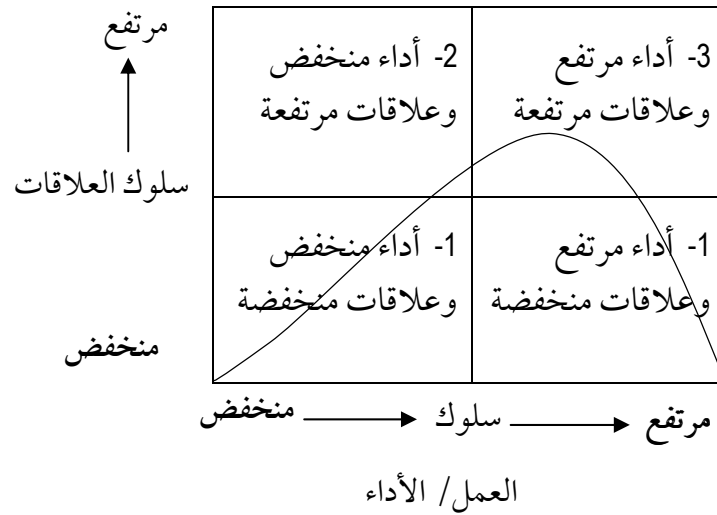 مرتفع
سلوك العلاقات
منخفض
3- أداء مرتفع
وعلاقات مرتفعة
2- أداء منخفض
وعلاقات مرتفعة
1- أداء مرتفع
وعلاقات منخفضة
1- أداء منخفض
وعلاقات منخفضة
مرتفع سلوك منخفض
العمل/ الأداء